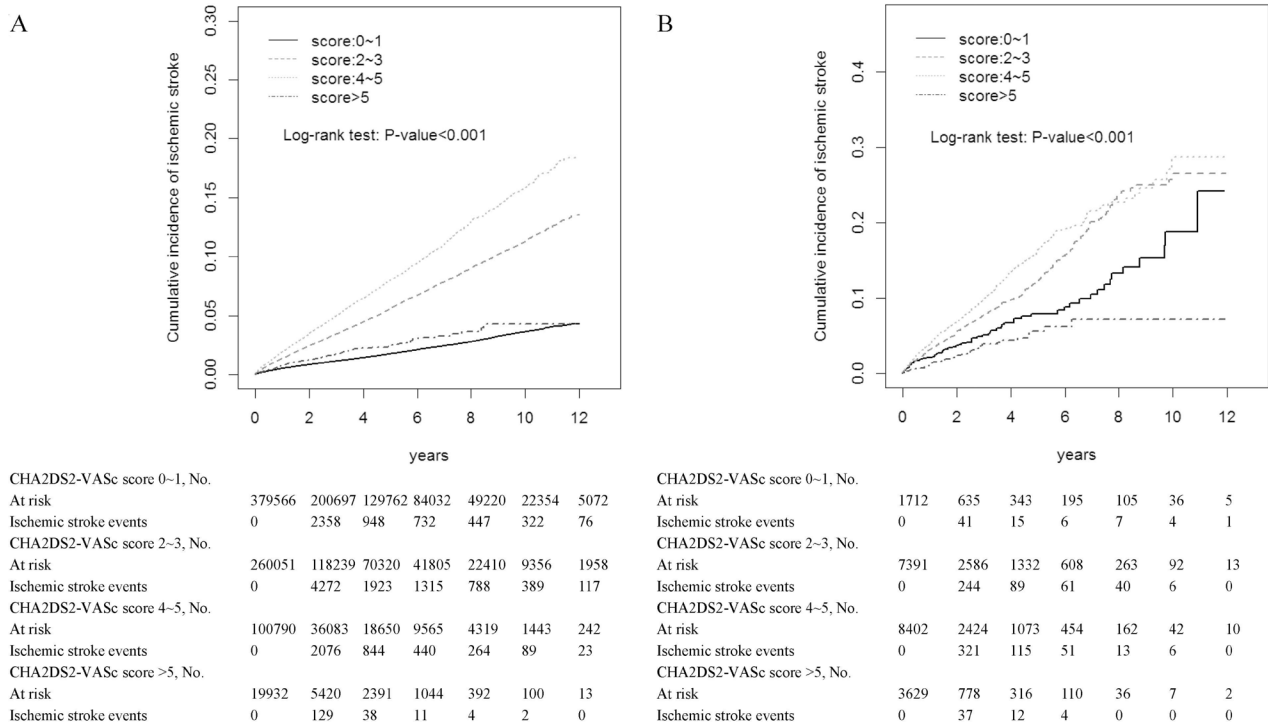 A
Cumulative incidence of ischemic stroke
0.30
0.25
0.20
0.15
0.10
0.05
0.00
score:0~1
score:2~3
score:4~5
score>5
Log-rank test: P-value<0.001
0 2 4 6 8 10 12
years
CHA2DS2-VASc score 0~1, No.
At risk 379566 200697 129762 84032 49220 22354 5072
Ischemic stroke events 0 2358 948 732 447 322 76
CHA2DS2-VASc score 2~3, No.
At risk 260051 118239 70320 41805 22410 9356 1958
Ischemic stroke events 0 4272 1923 1315 788 389 117
CHA2DS2-VASc score 4~5, No.
At risk 100790 36083 18650 9565 4319 1443 242
Ischemic stroke events 0 2076 844 440 264 89 23
CHA2DS2-VASc score >5, No.
At risk 19932 5420 2391 1044 392 100 13
Ischemic stroke events 0 129 38 11 4 2 0
B
Cumulative incidence of ischemic stroke
0.4
0.3
0.2
0.1
0.0
score:0~1
score:2~3
score:4~5
score>5
Log-rank test: P-value<0.001
0 2 4 6 8 10 12
years
CHA2DS2-VASc score 0~1, No.
At risk 1712 635 343 195 105 36 5
Ischemic stroke events 0 41 15 6 7 4 1
CHA2DS2-VASc score 2~3, No.
At risk 7391 2586 1332 608 263 92 13
Ischemic stroke events 0 244 89 61 40 6 0
CHA2DS2-VASc score 4~5, No.
At risk 8402 2424 1073 454 162 42 10
Ischemic stroke events 0 321 115 51 13 6 0
CHA2DS2-VASc score >5, No.
At risk 3629 778 316 110 36 7 2
Ischemic stroke events 0 37 12 4 0 0 0